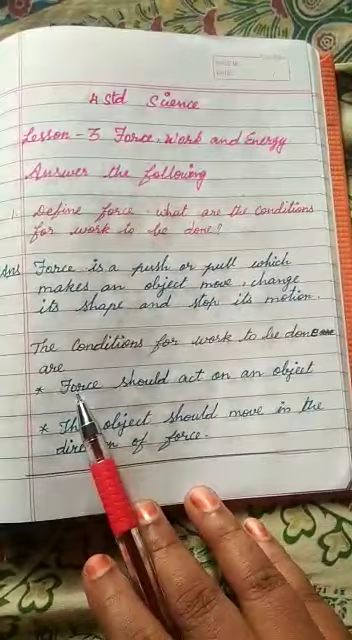 4 Std Science
Lesson - 3 Force, Work and Energy
Answer the following
1. Define force. what are the conditions
for work to be done?
Ans Force is a push or pull which
makes an object move, change
its shape and stop its motion.
The Conditions for work to be done
are
* Force should act on an object
* The object should move in the
direction of force.